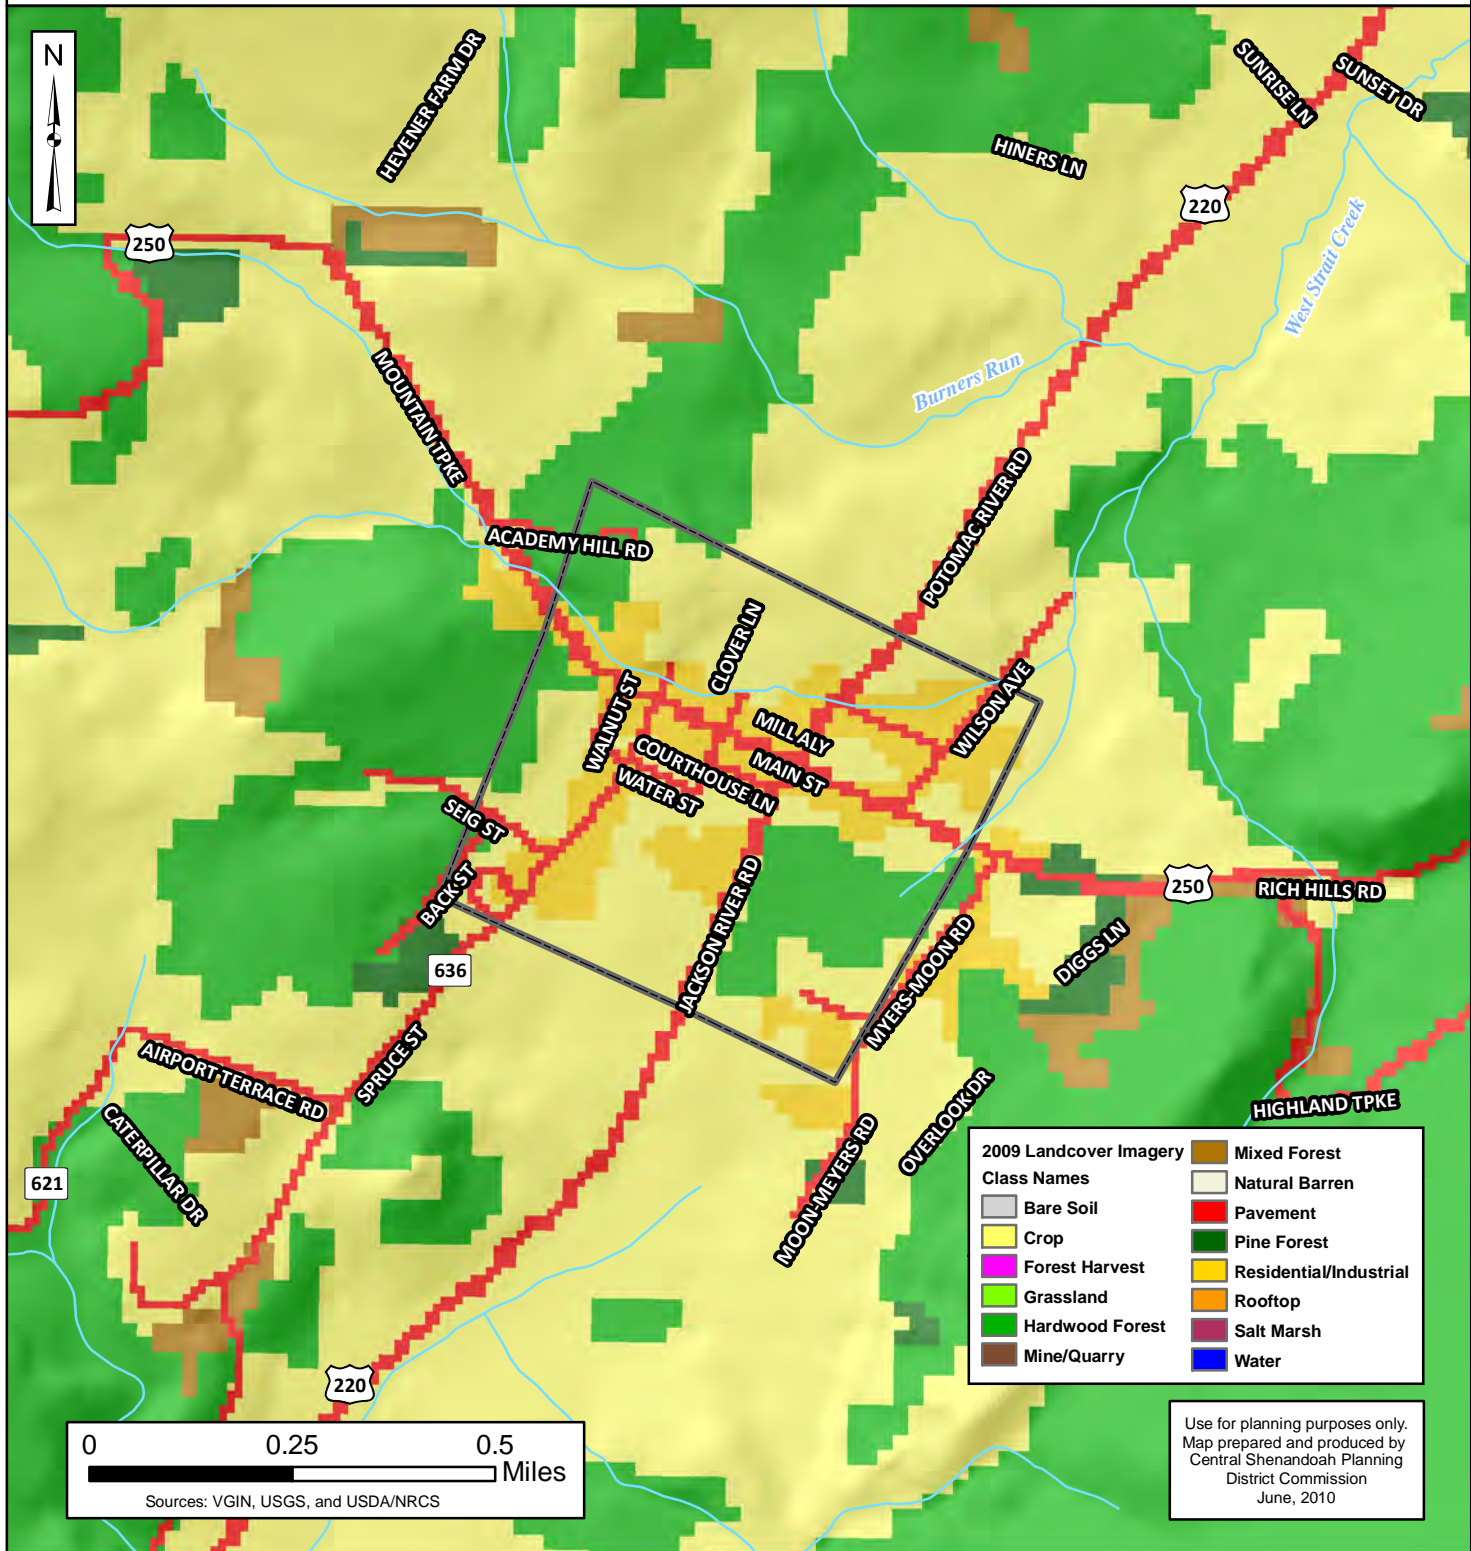 N
HEVENER FARM DR
SUNRISE LN
SUNSET DR
HINERS LN
220
250
West Strait Creek
MOUNTAIN TPKE
Burners Run
POTOMAC RIVER RD
ACADEMY HILL RD
CLOVER LN
WALNUT ST
WILSON AVE
MILL ALY
MAIN ST
COURTHOUSE LN
WATER ST
SEIG ST
BACK ST
JACKSON RIVER RD
250
RICH HILLS RD
MYERS-MOON RD
DIGGS LN
636
SPRUCE ST
AIRPORT TERRACE RD
CATERPILLAR DR
621
OVERLOOK DR
MOON-MEYERS RD
HIGHLAND TPKE
220
2009 Landcover Imagery
Class Names
Bare Soil
Crop
Forest Harvest
Grassland
Hardwood Forest
Mine/Quarry
Mixed Forest
Natural Barren
Pavement
Pine Forest
Residential/Industrial
Rooftop
Salt Marsh
Water
0 0.25 0.5
Miles
Sources: VGIN, USGS, and USDA/NRCS
Use for planning purposes only.
Map prepared and produced by
Central Shenandoah Planning
District Commission
June, 2010